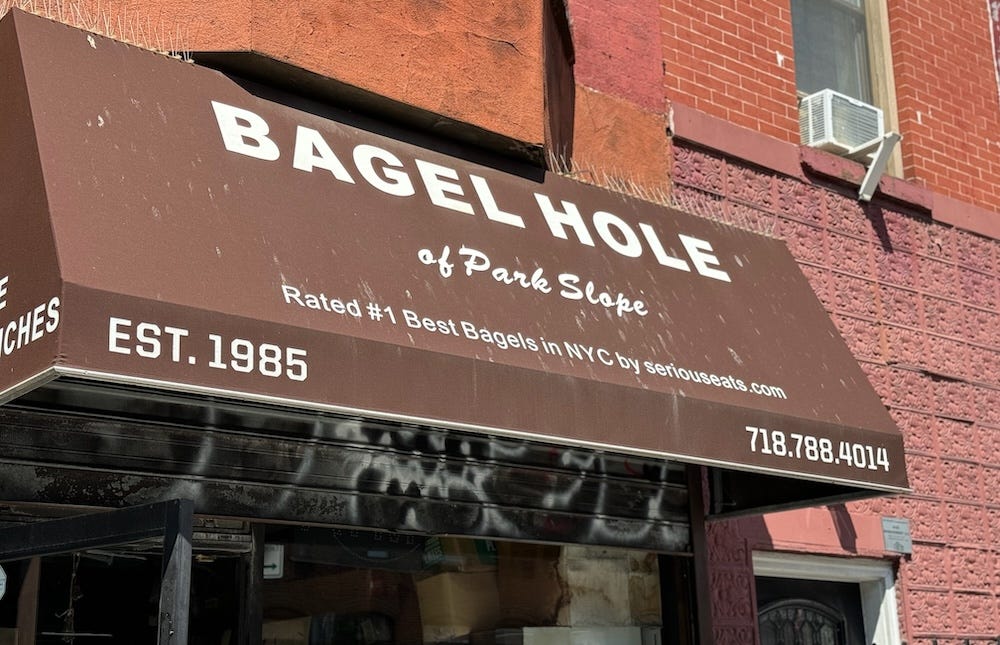 BAGEL HOLE
of Park Slope
Rated #1 Best Bagels in NYC by seriouseats.com
EST. 1985
718.788.4014